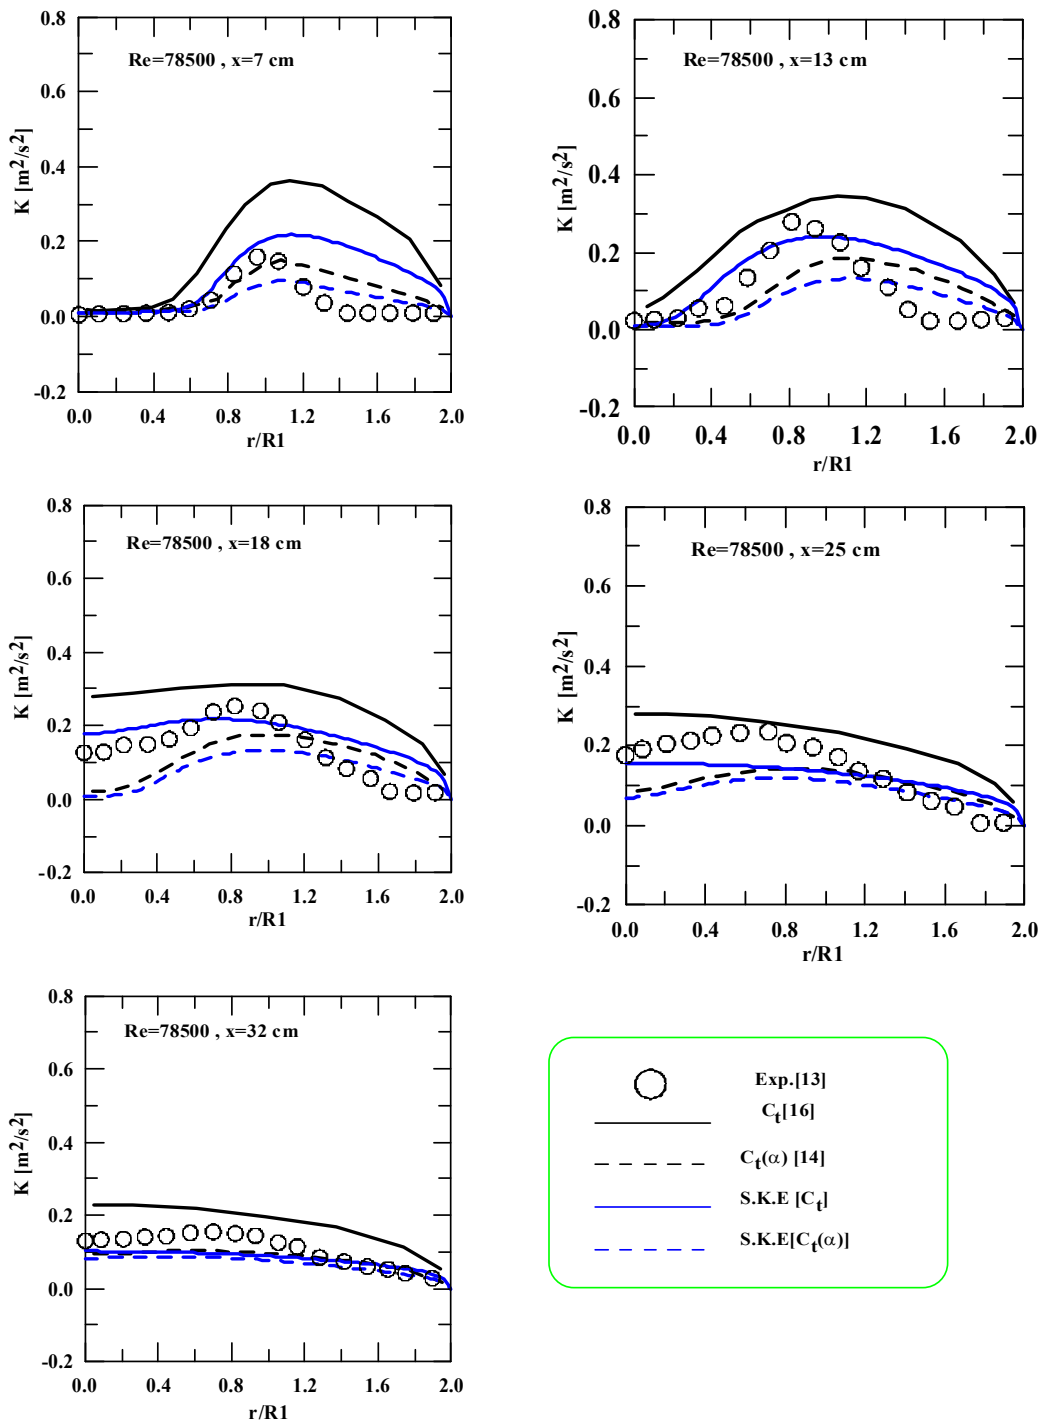 0.8
0.6
0.4
0.2
0.0
-0.2
K [m²/s²]
Re=78500 , x=7 cm
0.0 0.4 0.8 1.2 1.6 2.0
r/R1
0.8
0.6
0.4
0.2
0.0
-0.2
K [m²/s²]
Re=78500 , x=13 cm
0.0 0.4 0.8 1.2 1.6 2.0
r/R1
0.8
0.6
0.4
0.2
0.0
-0.2
K [m²/s²]
Re=78500 , x=18 cm
0.0 0.4 0.8 1.2 1.6 2.0
r/R1
0.8
0.6
0.4
0.2
0.0
-0.2
K [m²/s²]
Re=78500 , x=25 cm
0.0 0.4 0.8 1.2 1.6 2.0
r/R1
0.8
0.6
0.4
0.2
0.0
-0.2
K [m²/s²]
Re=78500 , x=32 cm
0.0 0.4 0.8 1.2 1.6 2.0
r/R1
Exp.[13]
Ct[16]
Ct(α) [14]
S.K.E [Ct]
S.K.E[Ct(α)]